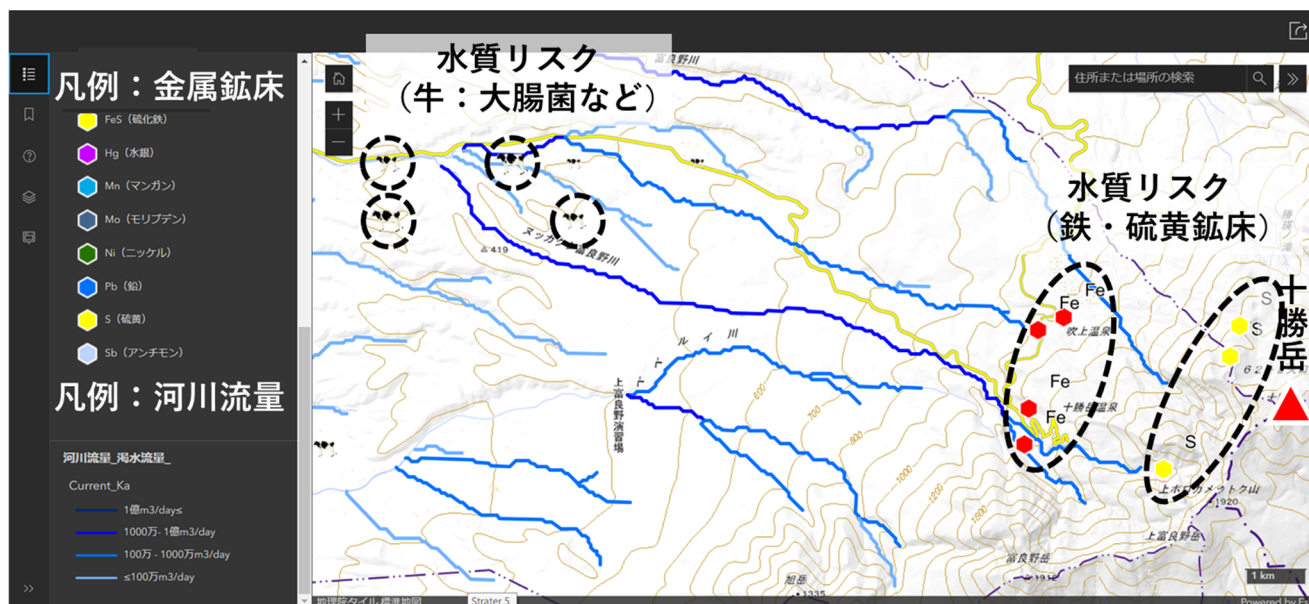 凡例：金属鉱床
FeS（硫化鉄）
Hg（水銀）
Mn（マンガン）
Mo（モリブデン）
Ni（ニッケル）
Pb（鉛）
S（硫黄）
Sb（アンチモン）
凡例：河川流量
河川流量_渇水流量_
Current_Ka
1億m3/day≤
1000万- 1億m3/day
100万 - 1000万m3/day
≤100万m3/day
水質リスク
（牛：大腸菌など）
富良野川
住所または場所の検索
水質リスク
（鉄・硫黄鉱床）
ヌッカクシ富良野川
419
Fe
Fe
吹上温泉
Fe
Fe
十勝岳温泉
S
S
S
62
十勝岳
上富良野演習場
600
700
800
1000
1200
1500
上ホロカメットク山
1920
上富良野岳
富良野岳
1912
旭岳
1335
1 km
地理院タイル 標準地図
Strater 5
Powered by E